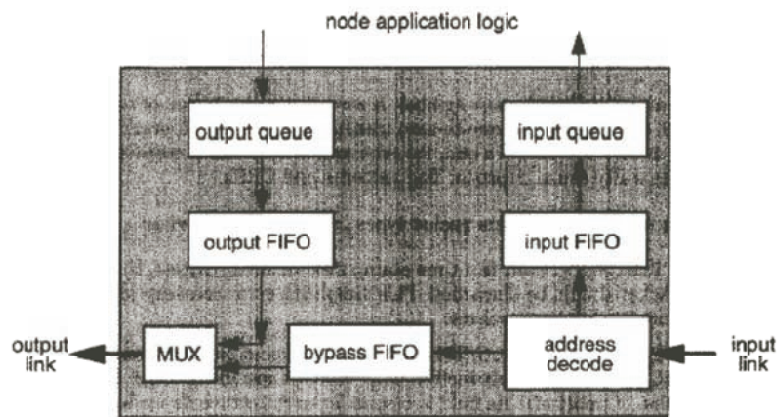 node application logic
output queue
input queue
output FIFO
input FIFO
output
link
MUX
bypass FIFO
address
decode
input
link